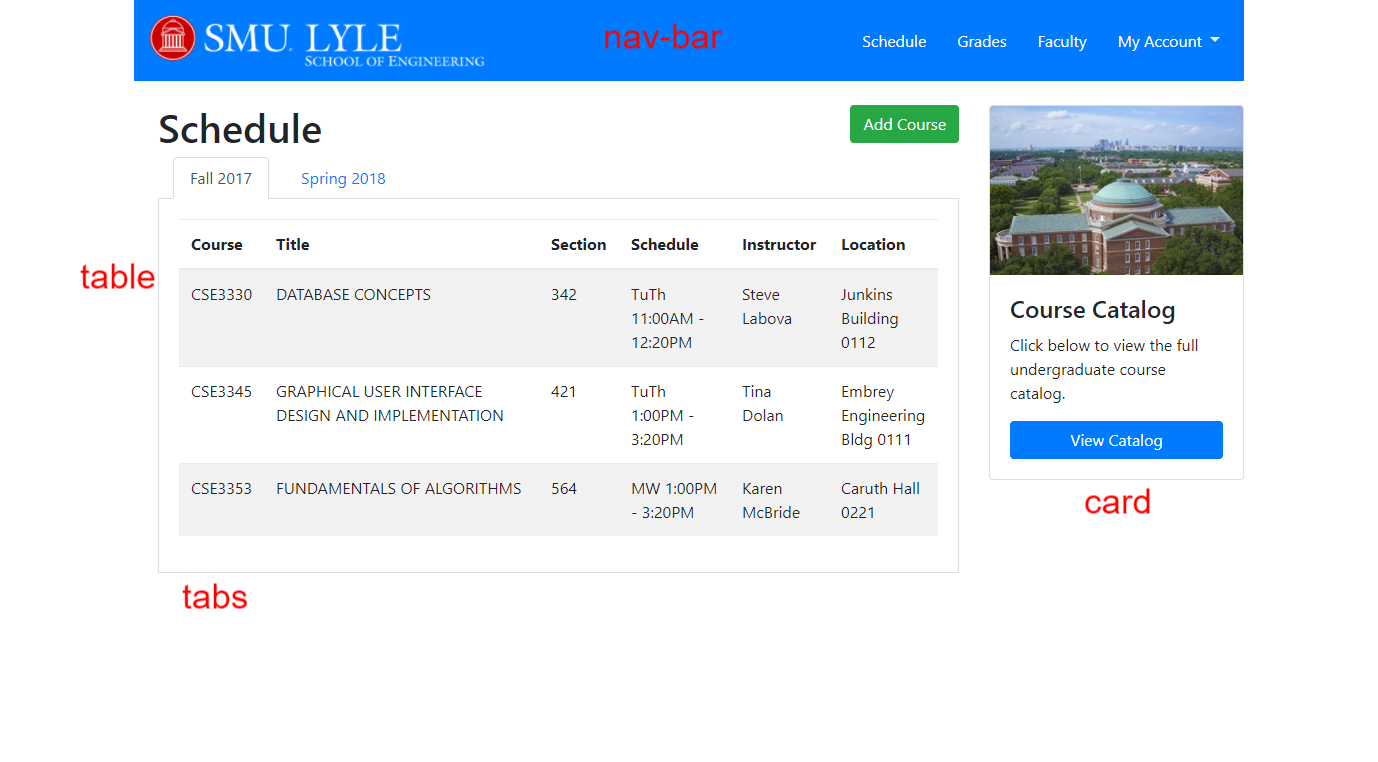 SMU LYLE
SCHOOL OF ENGINEERING
nav-bar
Schedule Grades Faculty My Account
Schedule
Add Course
Fall 2017 Spring 2018
Course Title Section Schedule Instructor Location
table
CSE3330 DATABASE CONCEPTS 342 TuTh Steve Junkins
11:00AM - Labova Building
12:20PM 0112
CSE3345 GRAPHICAL USER INTERFACE 421 TuTh Tina Embrey
DESIGN AND IMPLEMENTATION 1:00PM - Dolan Engineering
3:20PM Bldg 0111
CSE3353 FUNDAMENTALS OF ALGORITHMS 564 MW 1:00PM Karen Caruth Hall
- 3:20PM McBride 0221
tabs
Course Catalog
Click below to view the full
undergraduate course
catalog.
View Catalog
card